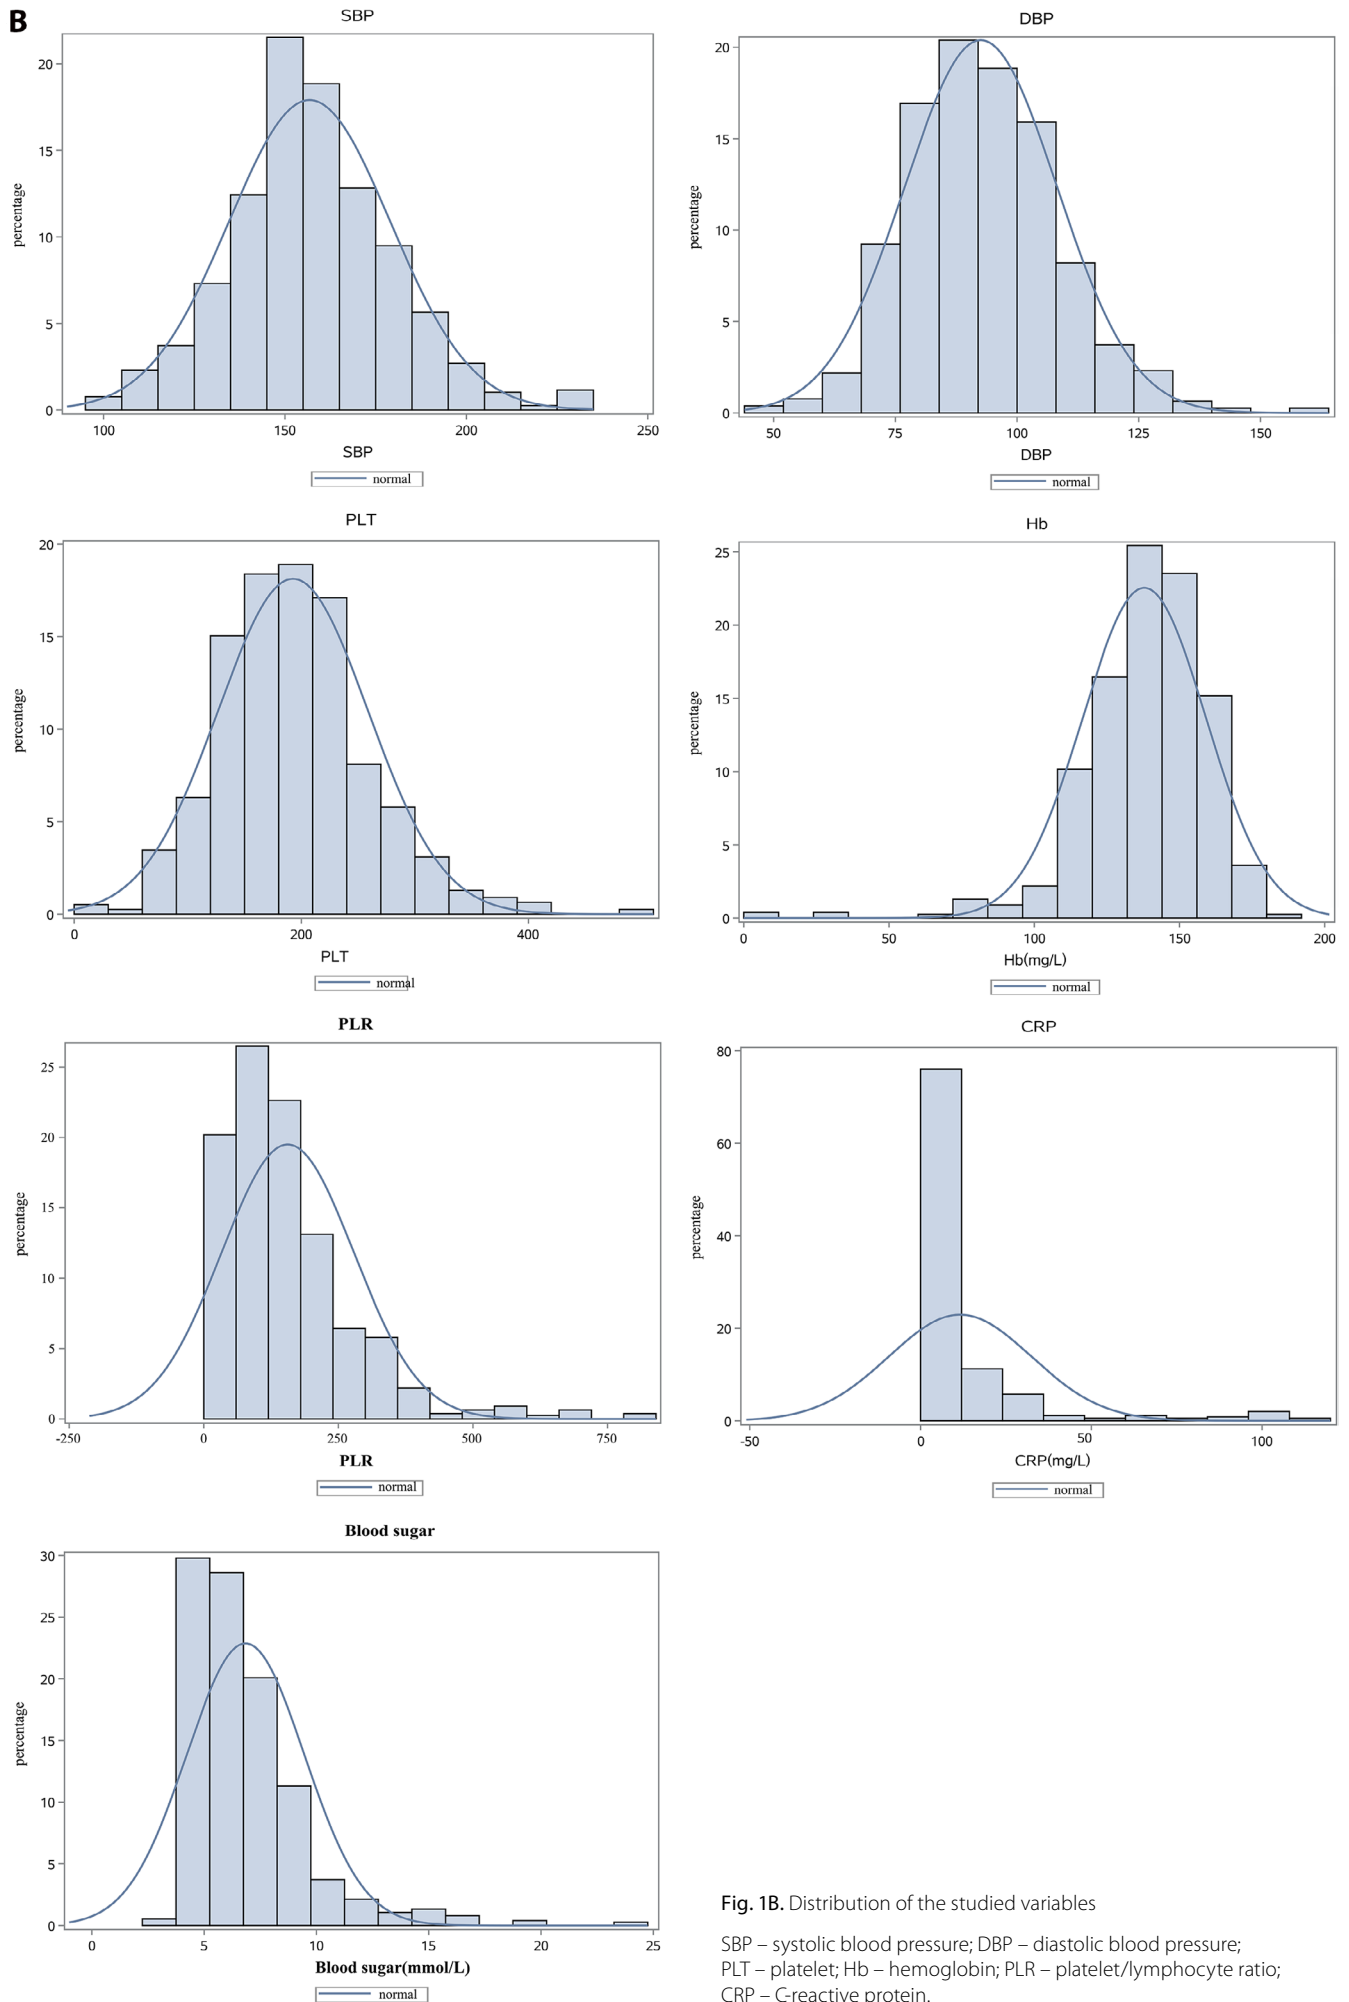 B
SBP
percentage
20
15
10
5
0
100 150 200 250
SBP
normal
DBP
percentage
20
15
10
5
0
50 75 100 125 150
DBP
normal
PLT
percentage
20
15
10
5
0
0 200 400
PLT
normal
Hb
percentage
25
20
15
10
5
0
0 50 100 150 200
Hb(mg/L)
normal
PLR
percentage
25
20
15
10
5
0
-250 0 250 500 750
PLR
normal
CRP
percentage
80
60
40
20
0
-50 0 50 100
CRP(mg/L)
normal
Blood sugar
percentage
30
25
20
15
10
5
0
0 5 10 15 20 25
Blood sugar(mmol/L)
normal
Fig. 1B. Distribution of the studied variables
SBP – systolic blood pressure; DBP – diastolic blood pressure;
PLT – platelet; Hb – hemoglobin; PLR – platelet/lymphocyte ratio;
CRP – C-reactive protein.